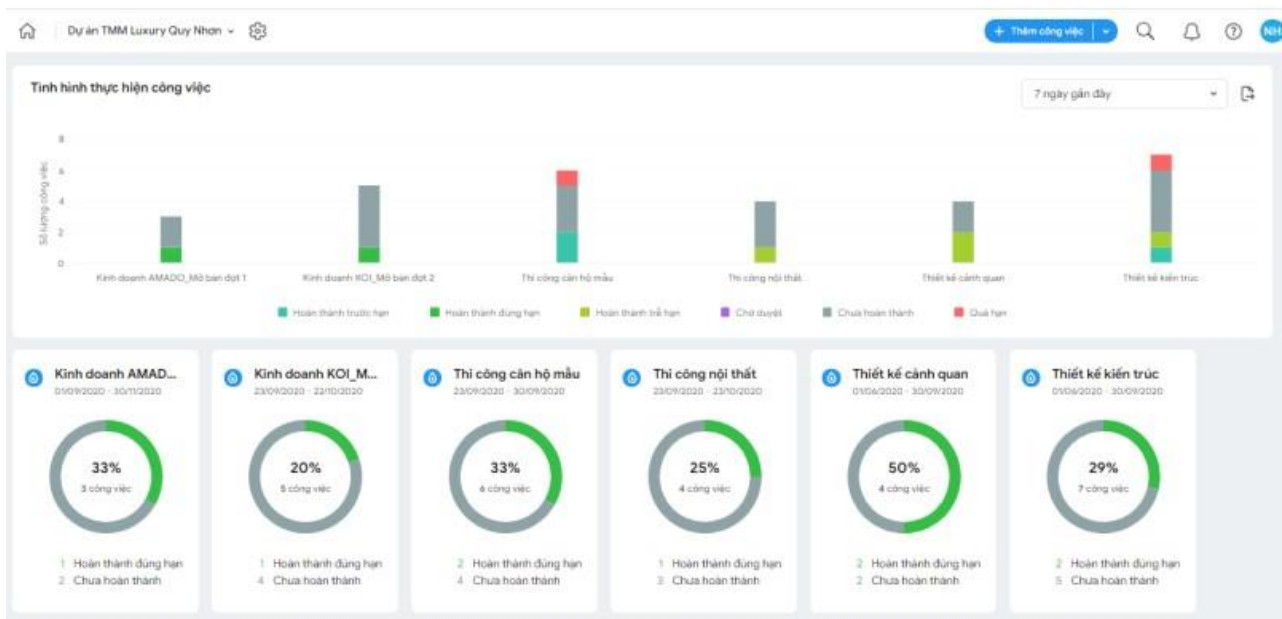 Dự án TMM Luxury Quy Nhơn
+ Thêm công việc
NH
Tình hình thực hiện công việc
7 ngày gần đây
Số lượng công việc
8
6
4
2
0
Kinh doanh AMADO_Mở bán đợt 1
Kinh doanh KOI_Mở bán đợt 2
Thi công căn hộ mẫu
Thi công nội thất
Thiết kế cảnh quan
Thiết kế kiến trúc
Hoàn thành trước hạn
Hoàn thành đúng hạn
Hoàn thành trễ hạn
Chờ duyệt
Chưa hoàn thành
Quá hạn
Kinh doanh AMAD...
01/09/2020 - 30/11/2020
33%
3 công việc
1 Hoàn thành đúng hạn
2 Chưa hoàn thành
Kinh doanh KOI_M...
23/09/2020 - 22/10/2020
20%
5 công việc
1 Hoàn thành đúng hạn
4 Chưa hoàn thành
Thi công căn hộ mẫu
23/09/2020 - 30/09/2020
33%
6 công việc
2 Hoàn thành đúng hạn
4 Chưa hoàn thành
Thi công nội thất
23/09/2020 - 23/10/2020
25%
4 công việc
1 Hoàn thành đúng hạn
3 Chưa hoàn thành
Thiết kế cảnh quan
01/06/2020 - 30/09/2020
50%
4 công việc
2 Hoàn thành đúng hạn
2 Chưa hoàn thành
Thiết kế kiến trúc
01/06/2020 - 30/09/2020
29%
7 công việc
2 Hoàn thành đúng hạn
5 Chưa hoàn thành